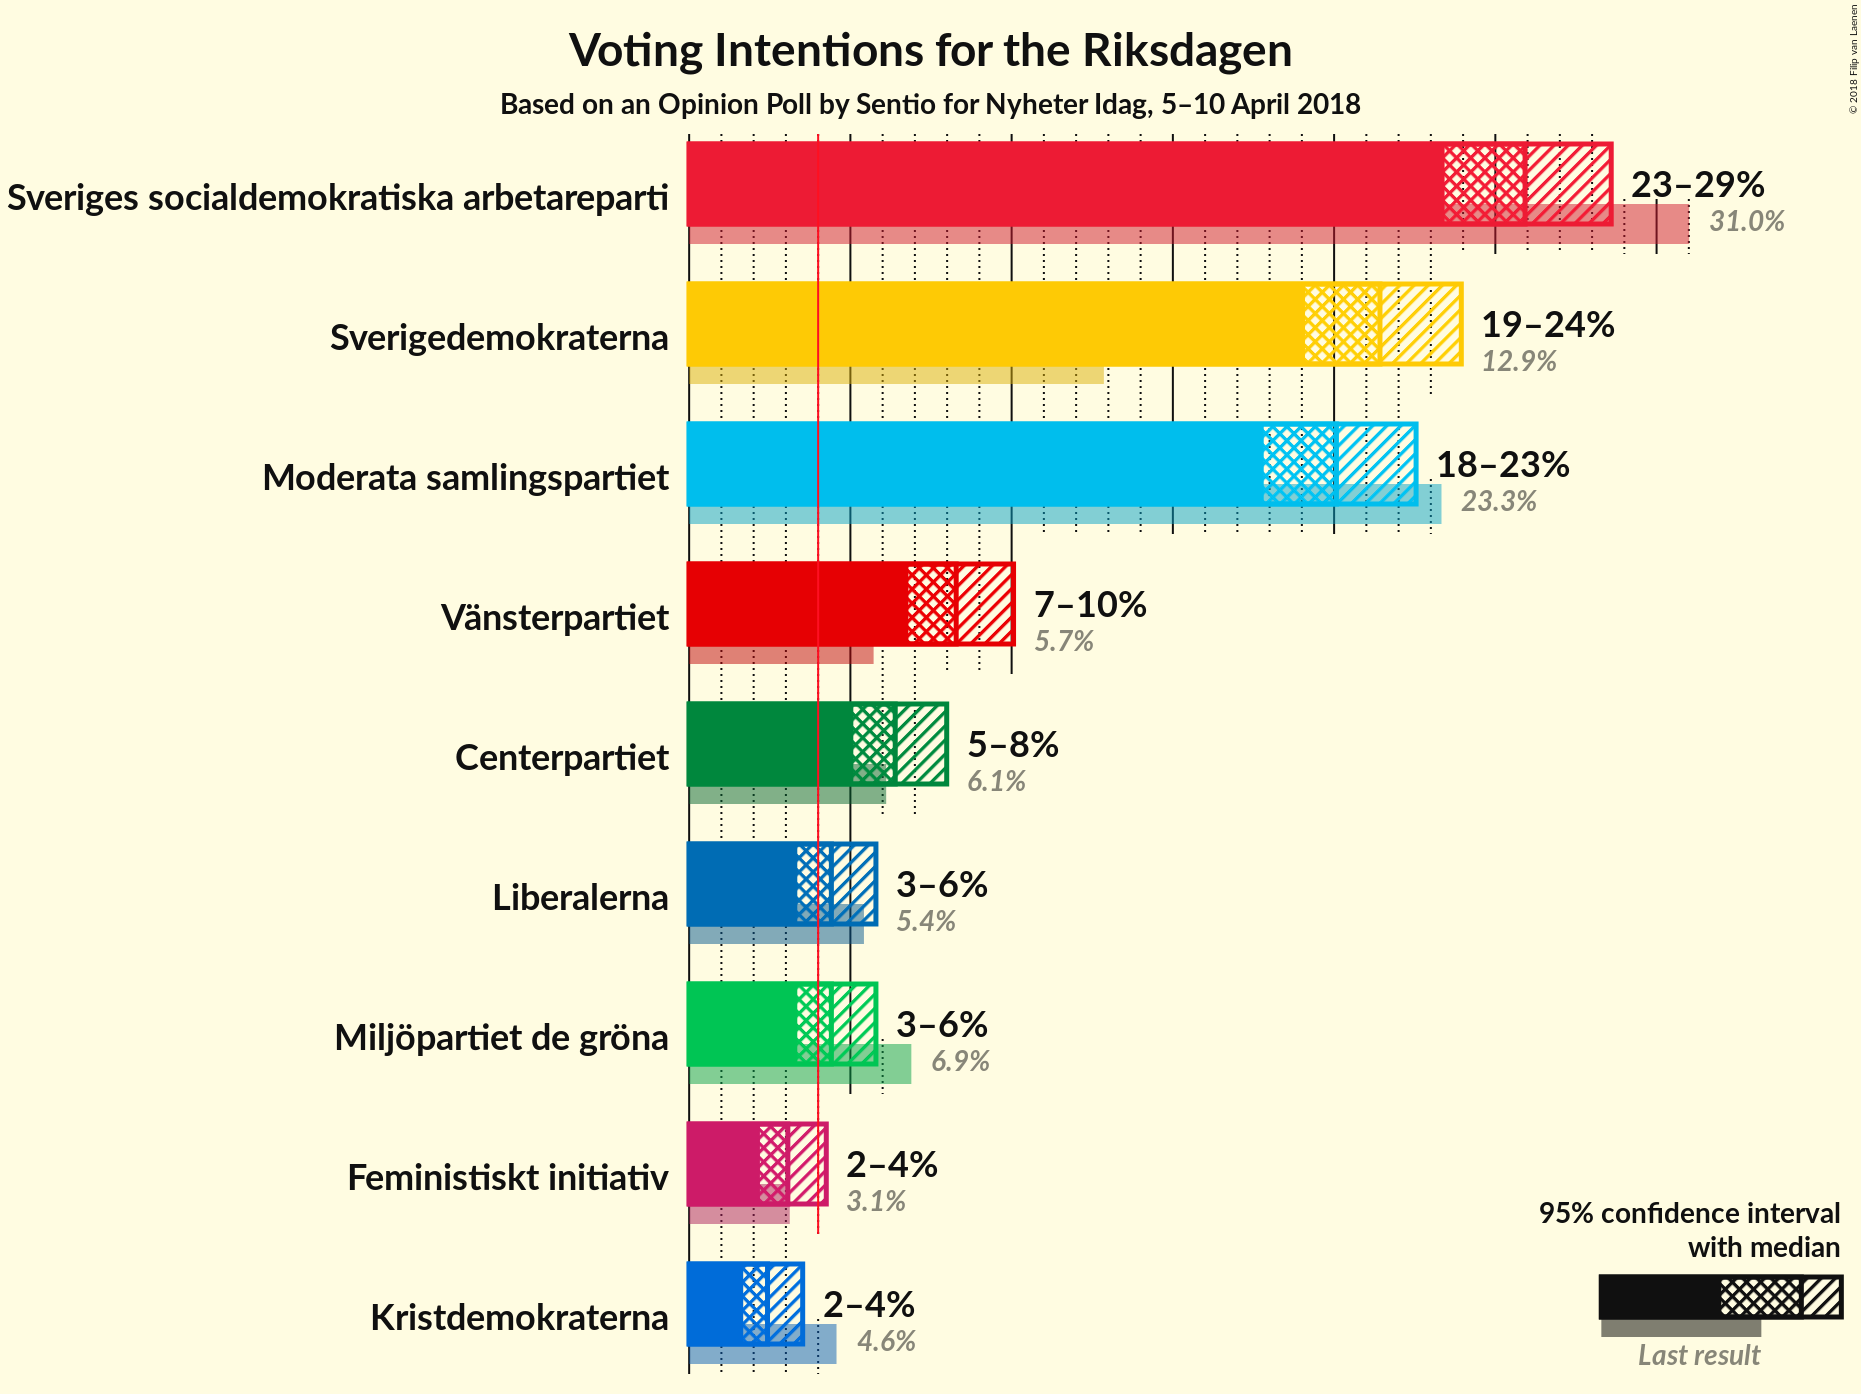 Voting Intentions for the Riksdagen
Based on an Opinion Poll by Sentio for Nyheter Idag, 5–10 April 2018
© 2018 Filip van Laenen
Sveriges socialdemokratiska arbetareparti
23–29%
31.0%
Sverigedemokraterna
19–24%
12.9%
Moderata samlingspartiet
18–23%
23.3%
Vänsterpartiet
7–10%
5.7%
Centerpartiet
5–8%
6.1%
Liberalerna
3–6%
5.4%
Miljöpartiet de gröna
3–6%
6.9%
Feministiskt initiativ
2–4%
3.1%
Kristdemokraterna
2–4%
4.6%
95% confidence interval
with median
Last result